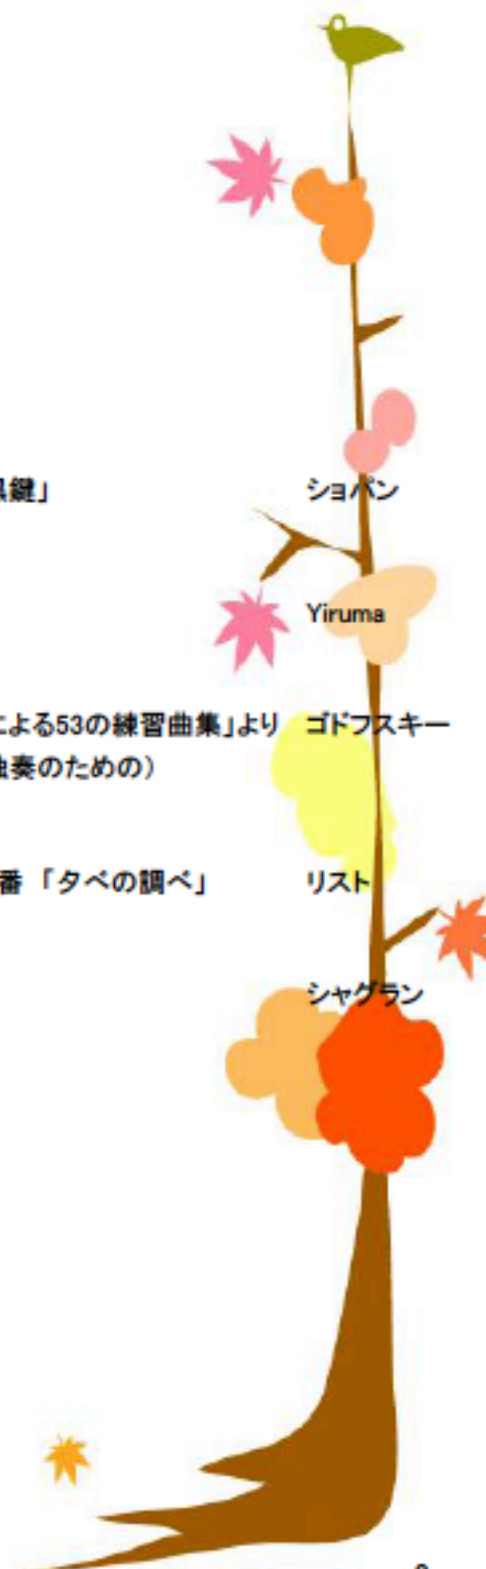 鍵」 ショパン
Yiruma
による53の練習曲集」より ゴドフスキー
奏のための）
番 「夕べの調べ」 リスト
シャグラン